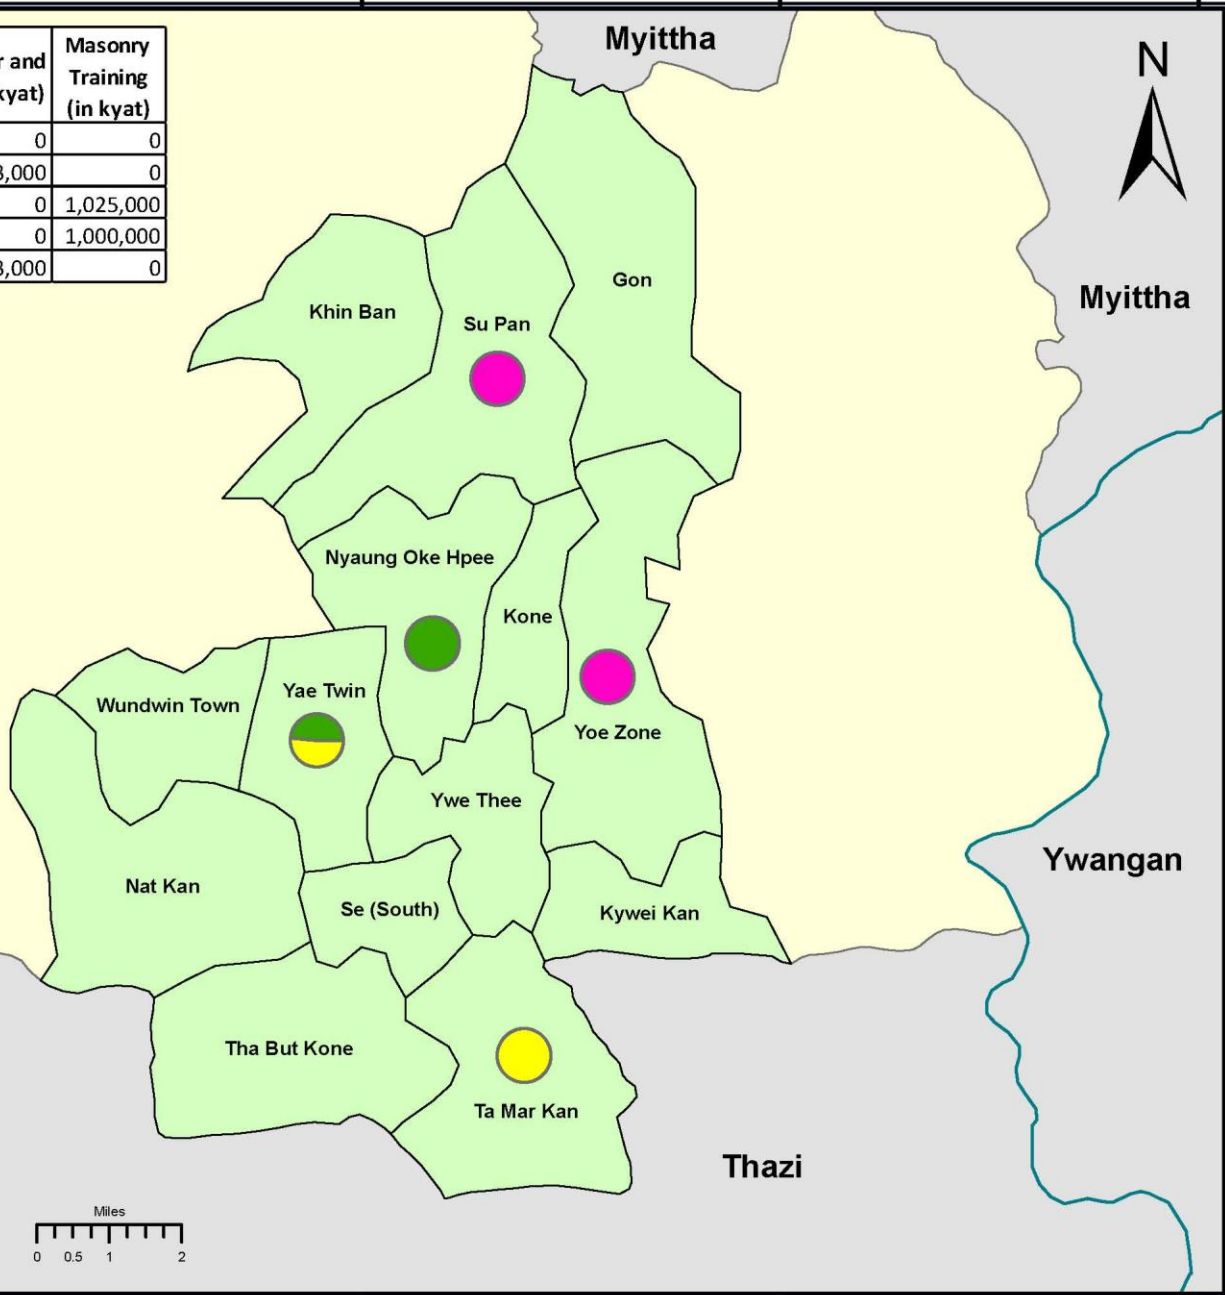 r and
kyat)
Masonry
Training
(in kyat)
0 0
3,000 0
0 1,025,000
0 1,000,000
3,000 0
Myittha
N
Gon
Myittha
Khin Ban
Su Pan
Nyaung Oke Hpee
Kone
Yae Twin
Wundwin Town
Yoe Zone
Ywe Thee
Ywangan
Nat Kan
Se (South)
Kywei Kan
Tha But Kone
Ta Mar Kan
Thazi
Miles
0 0.5 1 2